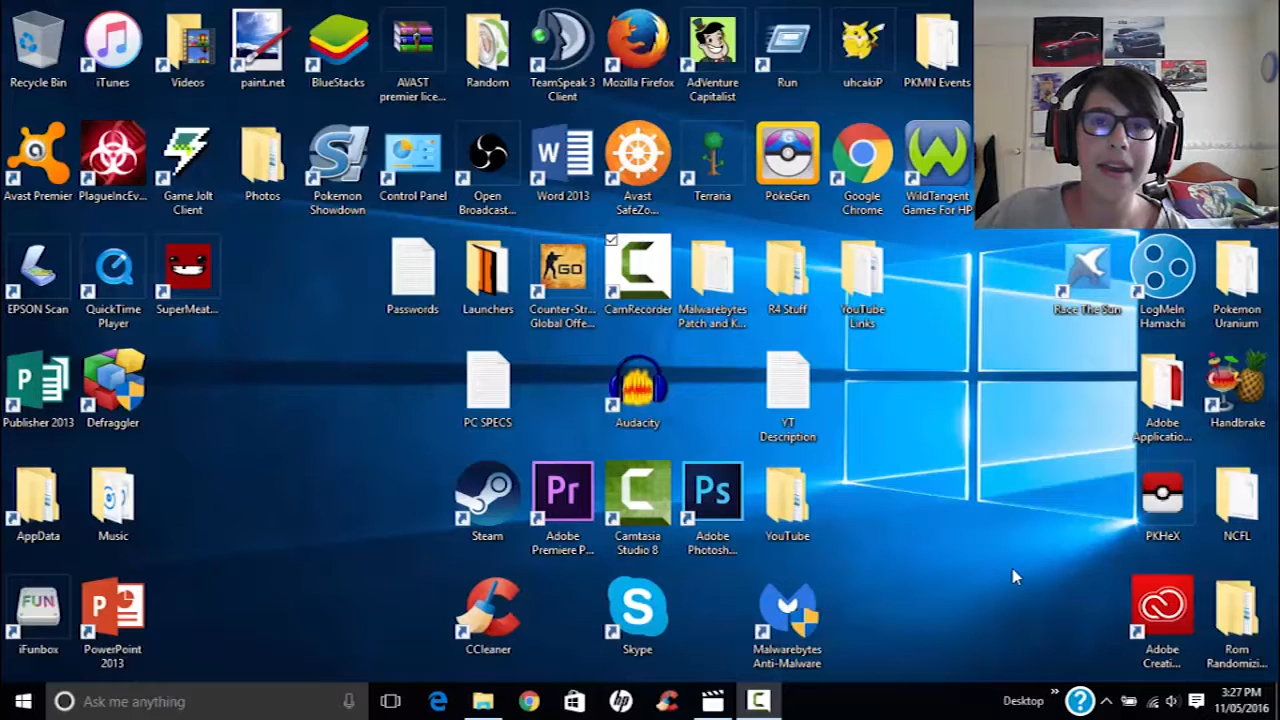 Recycle Bin
iTunes
Videos
paint.net
BlueStacks
AVAST
premier lice...
Random
TeamSpeak 3
Client
Mozilla Firefox
AdVenture
Capitalist
Run
uhcakiP
PKMN Events
Avast Premier
PlagueIncEv...
Game Jolt
Client
Photos
Pokemon
Showdown
Control Panel
Open
Broadcast...
Word 2013
Avast
SafeZo...
Terraria
PokeGen
Google
Chrome
WildTangent
Games For HP
EPSON Scan
QuickTime
Player
SuperMeat...
Passwords
Launchers
GO
Counter-Str...
Global Offe...
CamRecorder
Malwarebytes
Patch and K...
R4 Stuff
YouTube
Links
Race The Sun
LogMeIn
Hamachi
Pokemon
Uranium
Publisher 2013
Defraggler
PC SPECS
Audacity
YT
Description
Adobe
Applicatio...
Handbrake
AppData
Music
Steam
Pr
Adobe
Premiere P...
Camtasia
Studio 8
Ps
Adobe
Photosh...
YouTube
PKHeX
NCFL
FUN
iFunbox
PowerPoint
2013
CCleaner
Skype
Malwarebytes
Anti-Malware
Adobe
Creati...
Rom
Randomizi...
Ask me anything
Desktop
3:27 PM
11/05/2016